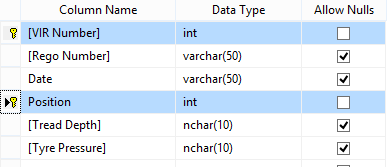 Column Name Data Type Allow Nulls
[VIR Number] int
[Rego Number] varchar(50)
Date varchar(50)
Position int
[Tread Depth] nchar(10)
[Tyre Pressure] nchar(10)